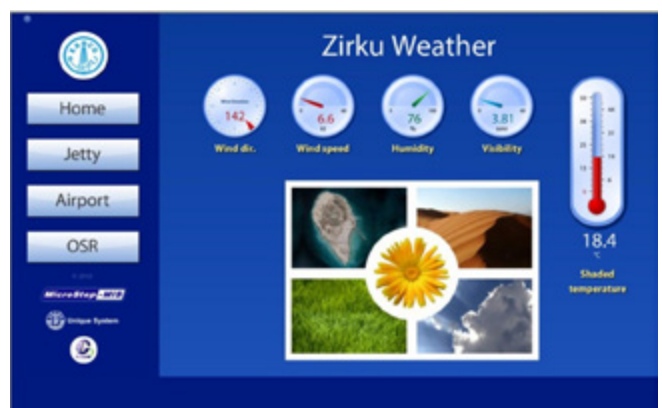 Zirku Weather
Home
Jetty
Airport
OSR
MicroStep-MIS
Unique System
142
Wind dir.
6.6
Wind speed
76
%
Humidity
3.81
Visibility
18.4
°C
Shaded
temperature